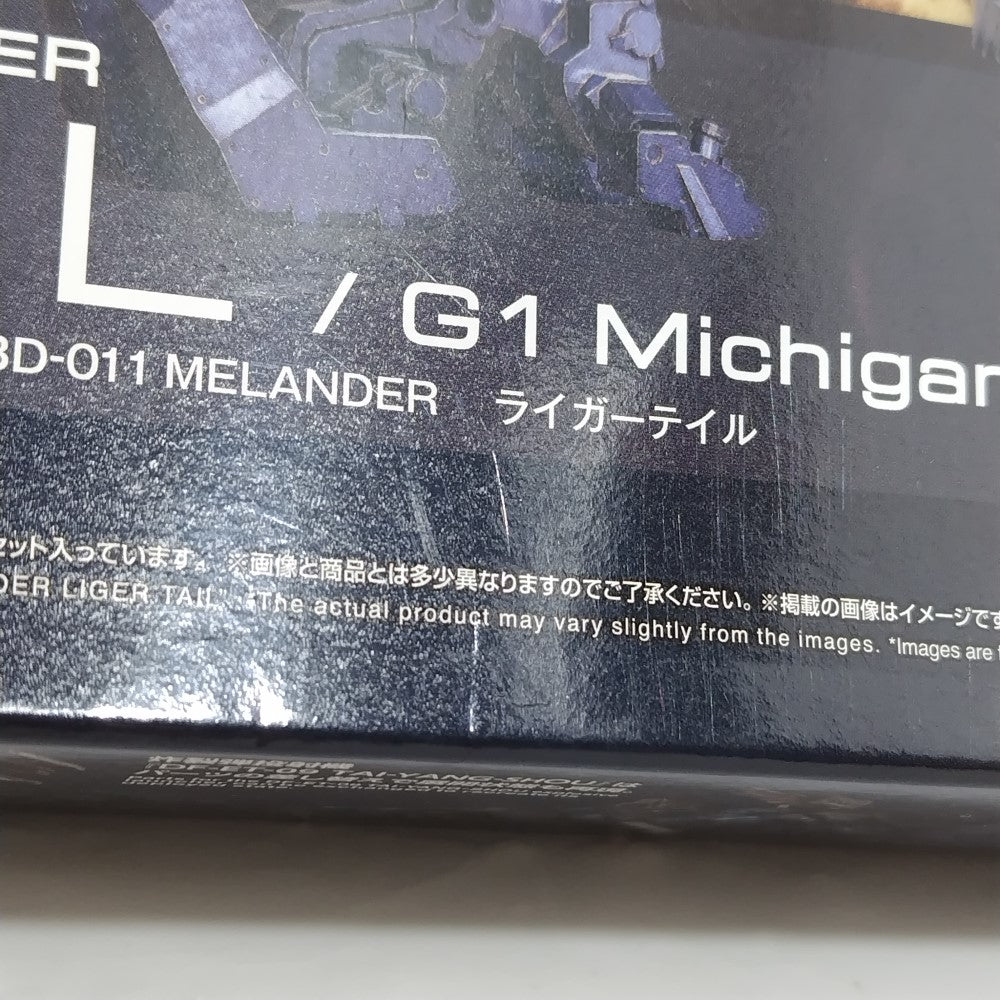 ER
L / G1 Michigan
BD-011 MELANDER ライガーテイル
セット入っています。 ※画像と商品とは多少異なりますのでご了承ください。※掲載の画像はイメージです
DER LIGER TAIL". *The actual product may vary slightly from the images. *Images are